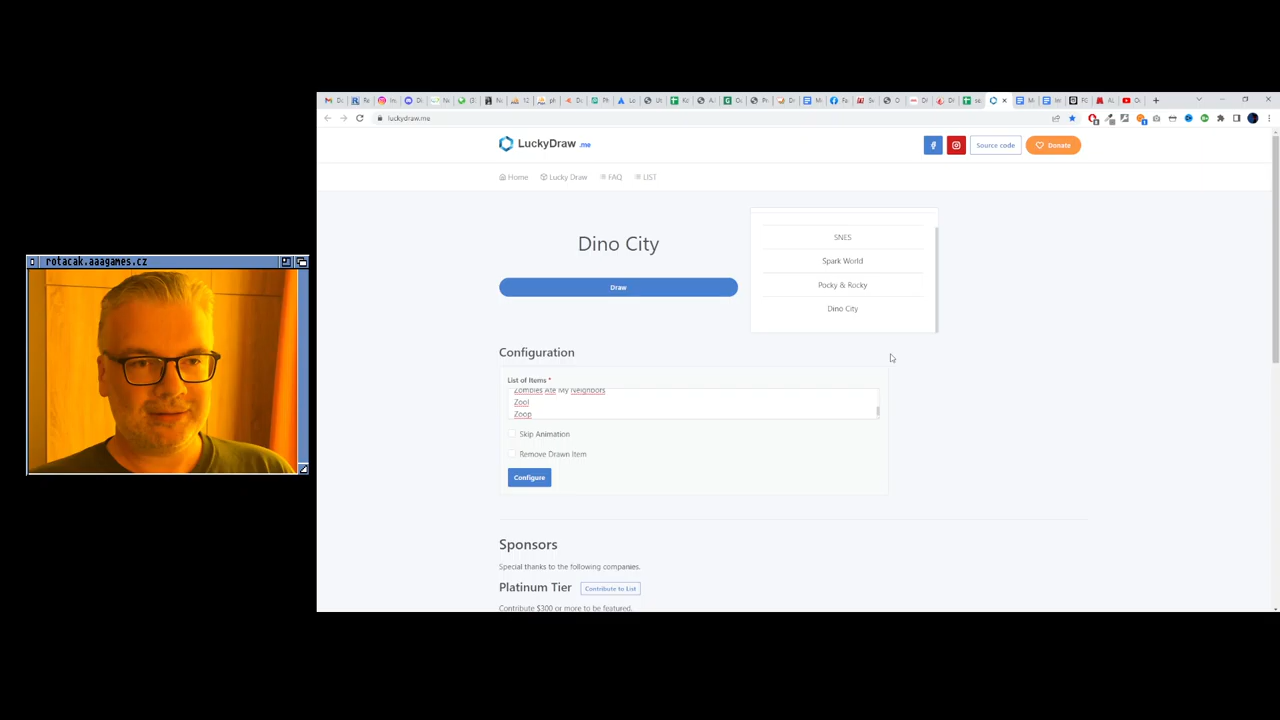 rotacak.aaagames.cz
luckydraw.me
LuckyDraw .me
Source code
Donate
Home
Lucky Draw
FAQ
LIST
Dino City
Draw
SNES
Spark World
Pocky & Rocky
Dino City
Configuration
List of Items *
Zombies Ate My Neighbors
Zool
Zoop
Skip Animation
Remove Drawn Item
Configure
Sponsors
Special thanks to the following companies.
Platinum Tier
Contribute to List
Contribute $300 or more to be featured.